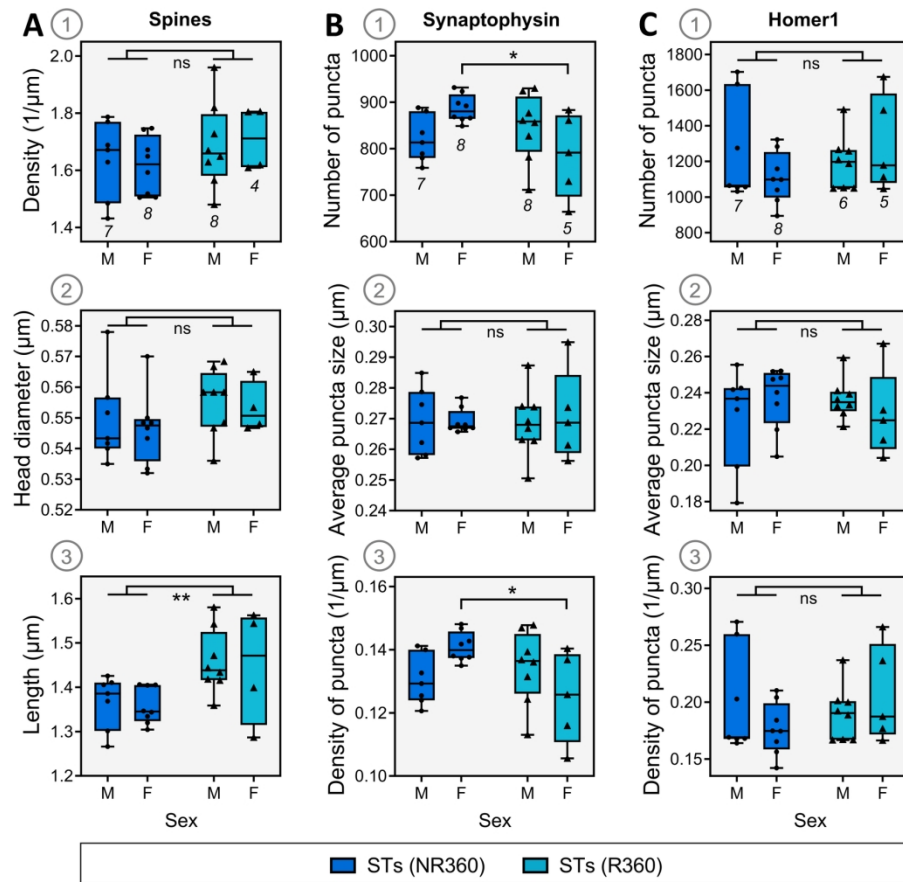 A
1
Spines
Density (1/μm)
2.0
1.8
1.6
1.4
ns
7
8
8
4
M F M F
B
1
Synaptophysin
Number of puncta
1000
900
800
700
600
*
7
8
8
5
M F M F
C
1
Homer1
Number of puncta
1800
1600
1400
1200
1000
800
ns
7
8
6
5
M F M F
2
Head diameter (μm)
0.58
0.57
0.56
0.55
0.54
0.53
0.52
ns
M F M F
2
Average puncta size (μm)
0.30
0.29
0.28
0.27
0.26
0.25
0.24
ns
M F M F
2
Average puncta size (μm)
0.28
0.26
0.24
0.22
0.20
0.18
ns
M F M F
3
Length (μm)
1.6
1.5
1.4
1.3
1.2
**
M F M F
Sex
3
Density of puncta (1/μm)
0.16
0.14
0.12
0.10
*
M F M F
Sex
3
Density of puncta (1/μm)
0.30
0.25
0.20
0.15
ns
M F M F
Sex
STs (NR360) STs (R360)